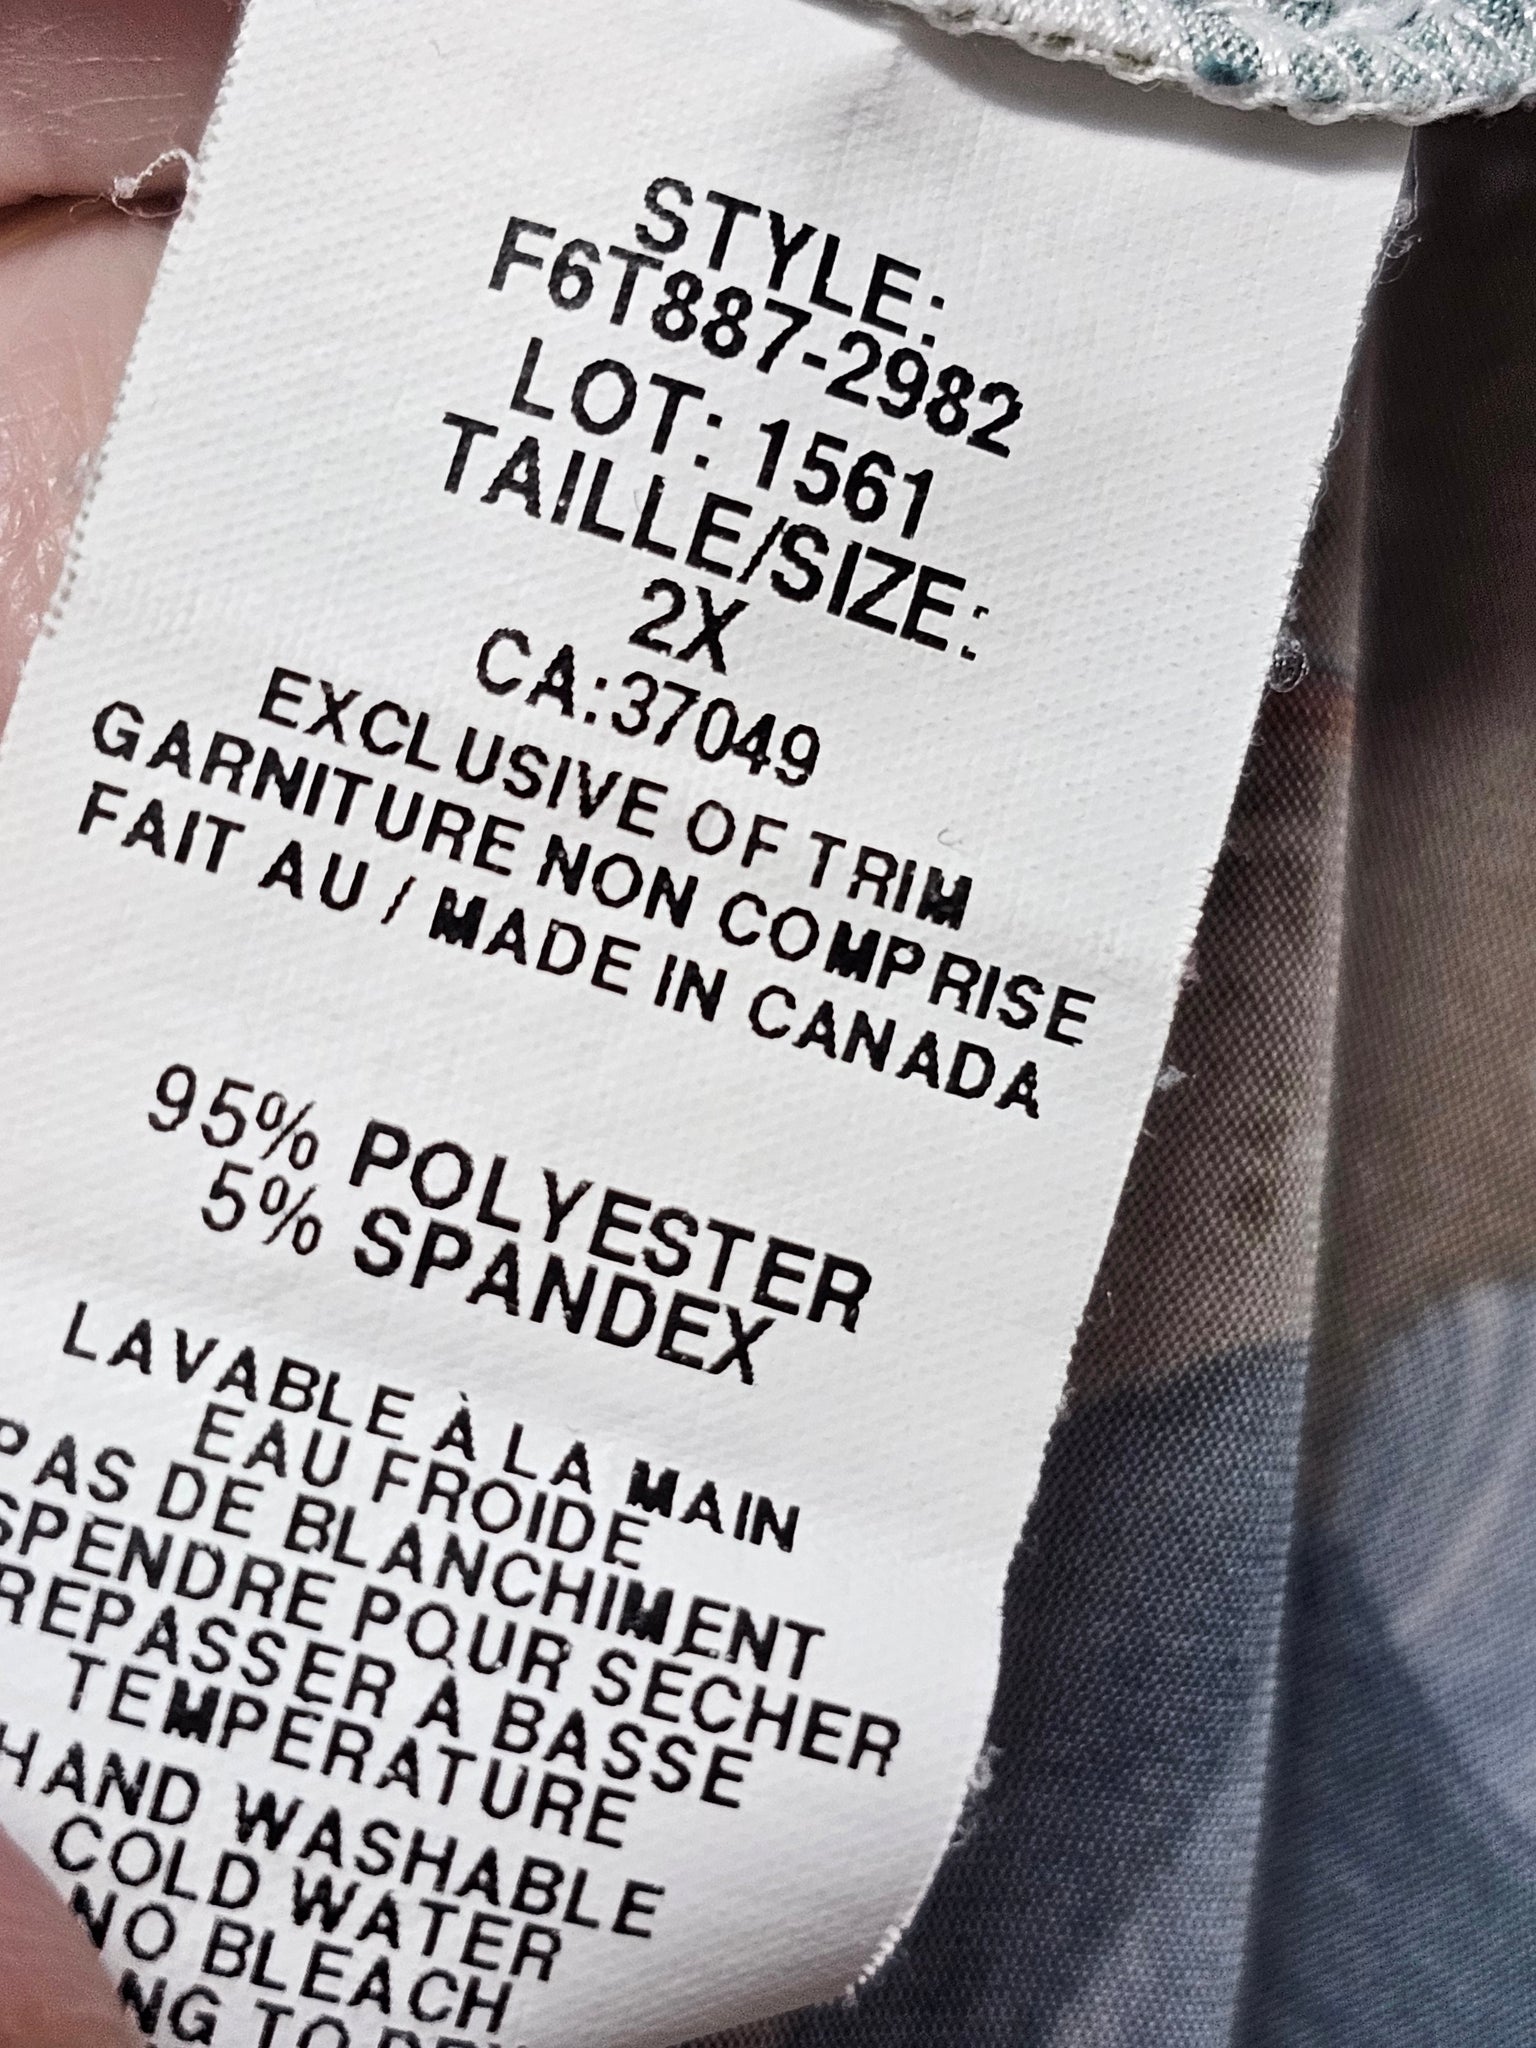 STYLE:
F6T887-2982
LOT: 1561
TAILLE/SIZE:
2X
CA:37049
EXCLUSIVE OF TRIM
GARNITURE NON COMPRISE
FAIT AU / MADE IN CANADA
95% POLYESTER
5% SPANDEX
LAVABLE À LA MAIN
EAU FROIDE
PAS DE BLANCHIMENT
SPENDRE POUR SECHER
REPASSER À BASSE
TEMPERATURE
HAND WASHABLE
COLD WATER
NO BLEACH
NG TO